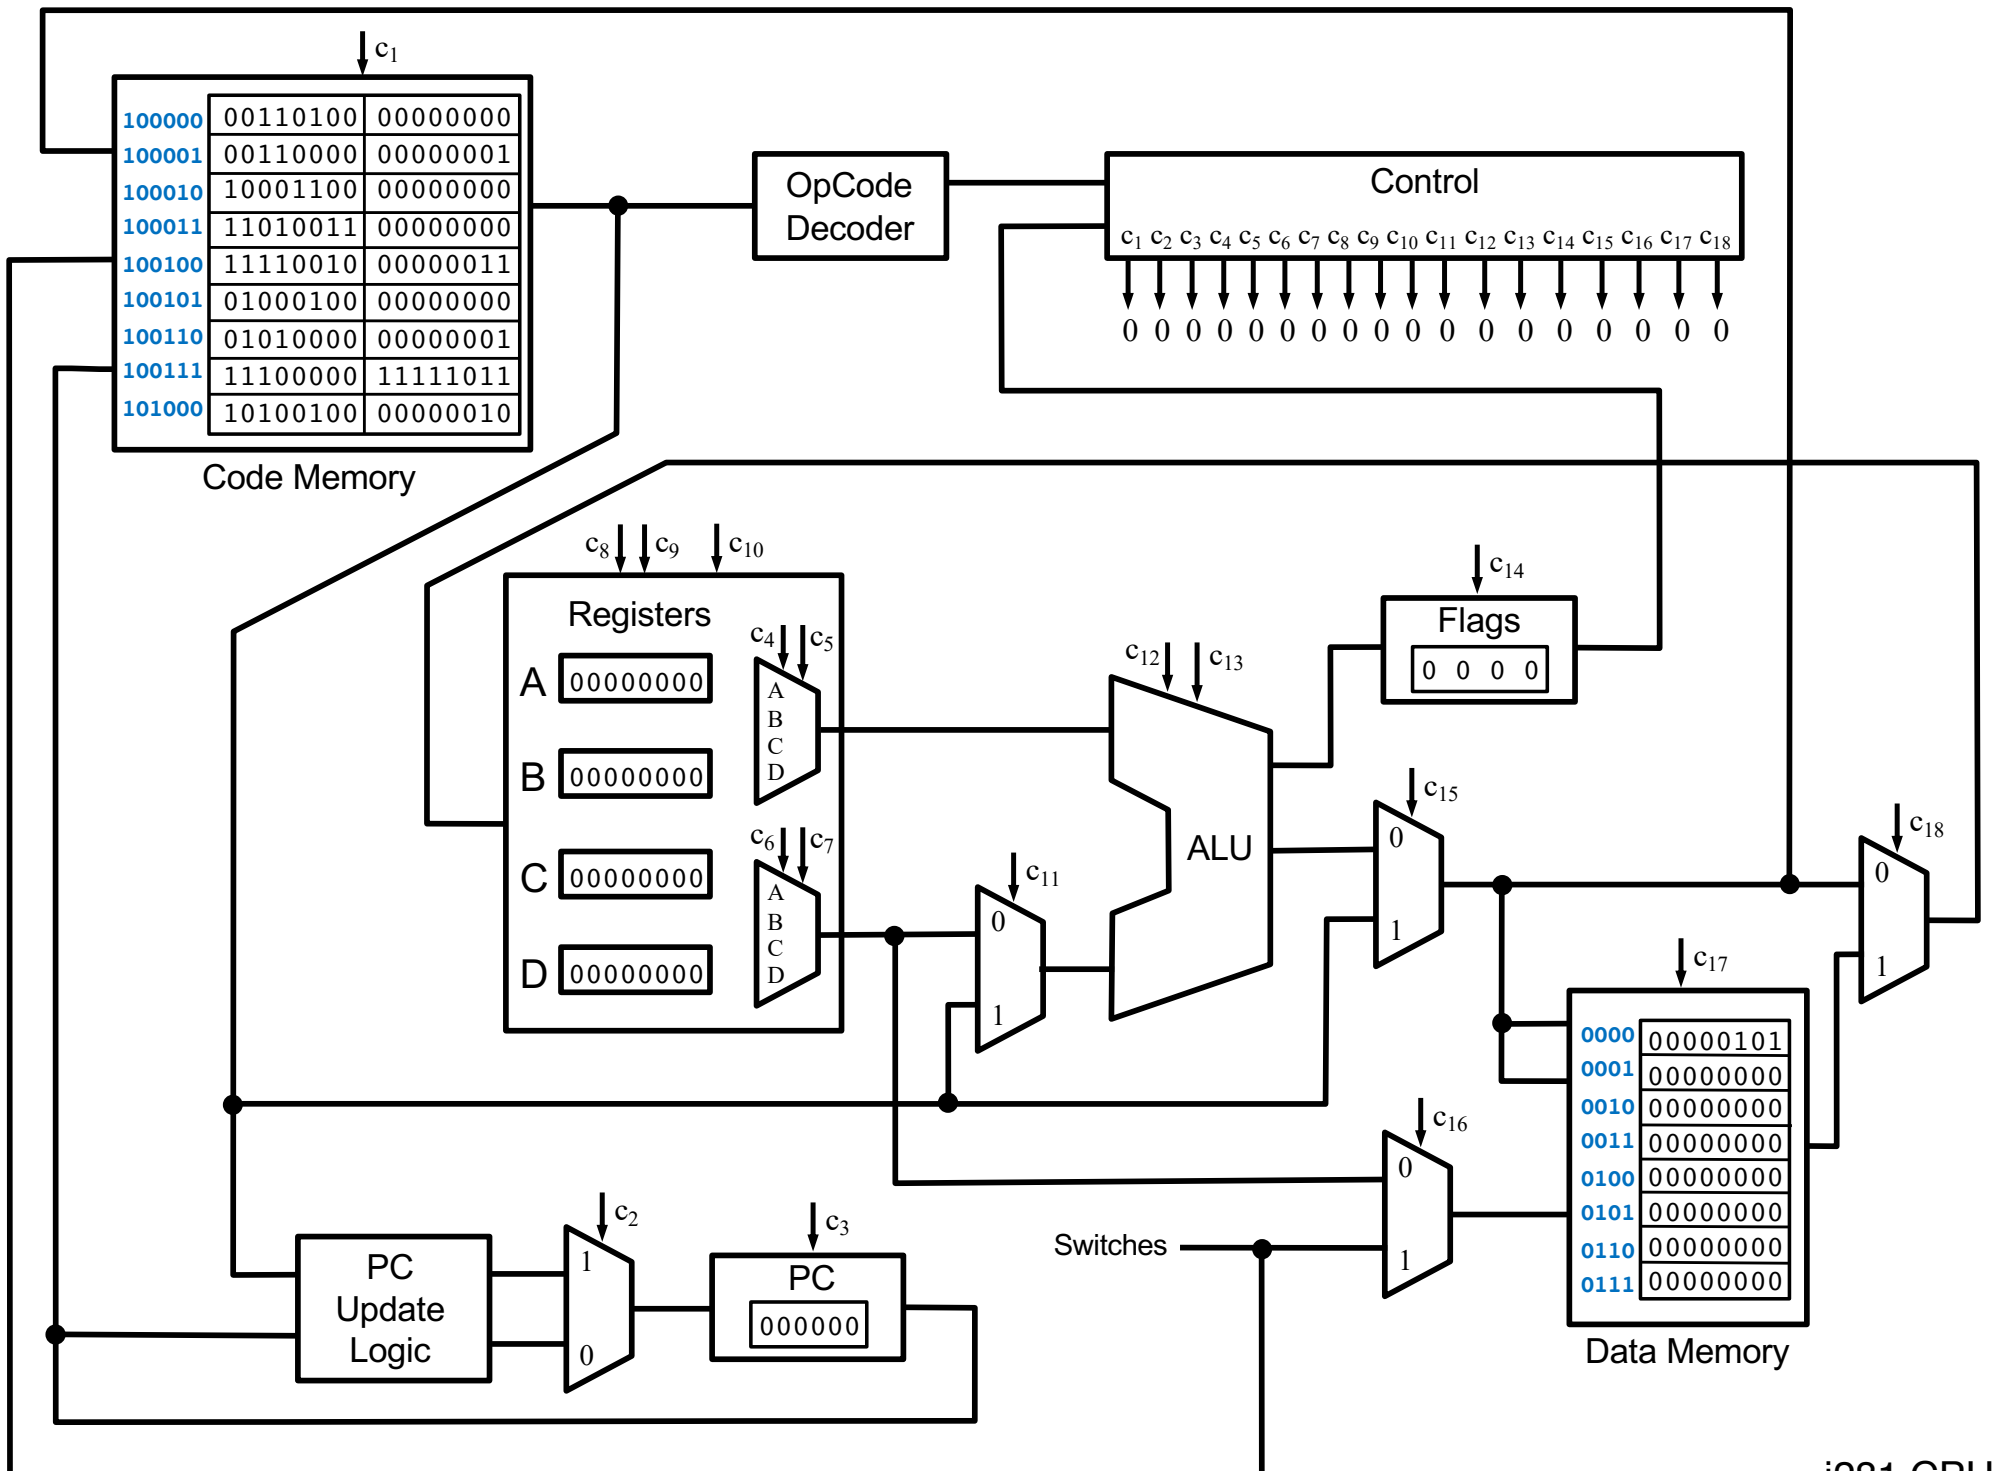 c1
100000 00110100 00000000
100001 00110000 00000001
100010 10001100 00000000
100011 11010011 00000000
100100 11110010 00000011
100101 01000100 00000000
100110 01010000 00000001
100111 11100000 11111011
101000 10100100 00000010
Code Memory
OpCode
Decoder
Control
c1 c2 c3 c4 c5 c6 c7 c8 c9 c10 c11 c12 c13 c14 c15 c16 c17 c18
0 0 0 0 0 0 0 0 0 0 0 0 0 0 0 0 0 0
c8 c9 c10
Registers
A 00000000
B 00000000
C 00000000
D 00000000
c4 c5
A
B
C
D
c6 c7
A
B
C
D
c11
0
1
c12 c13
ALU
c14
Flags
0 0 0 0
c15
0
1
c18
0
1
c17
0000 00000101
0001 00000000
0010 00000000
0011 00000000
0100 00000000
0101 00000000
0110 00000000
0111 00000000
Data Memory
c16
0
1
Switches
PC
Update
Logic
c2
1
0
c3
PC
000000
i281 CPU